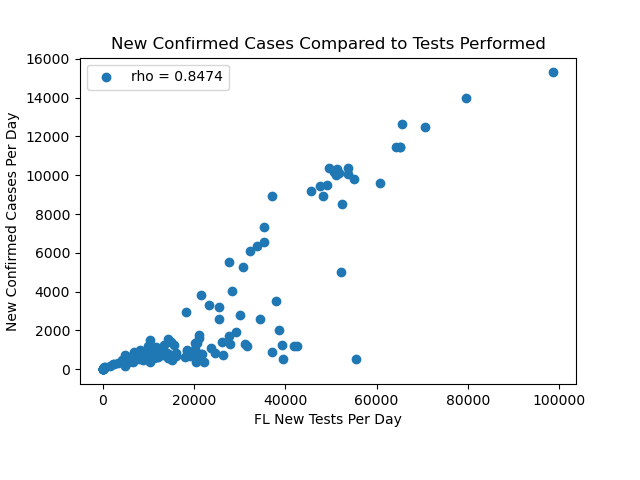 New Confirmed Cases Compared to Tests Performed
rho = 0.8474
New Confirmed Caeses Per Day
16000
14000
12000
10000
8000
6000
4000
2000
0
0 20000 40000 60000 80000 100000
FL New Tests Per Day